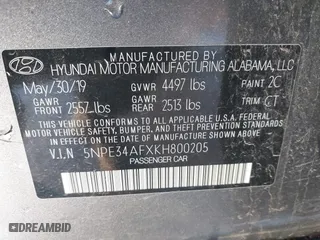 HYUNDAI MOTOR MANUFACTURING ALABAMA, LLC
May/30/19 GVWR 4497 lbs PAINT 2C
GAWR FRONT 2557 lbs GAWR REAR 2513 lbs TRIM CT
THIS VEHICLE CONFORMS TO ALL APPLICABLE U.S. FEDERAL
MOTOR VEHICLE SAFETY, BUMPER, AND THEFT PREVENTION STANDARDS
IN EFFECT ON THE DATE OF MANUFACTURE SHOWN ABOVE.
V.I.N 5NPE34AFXKH800205
PASSENGER CAR
DREAMBID